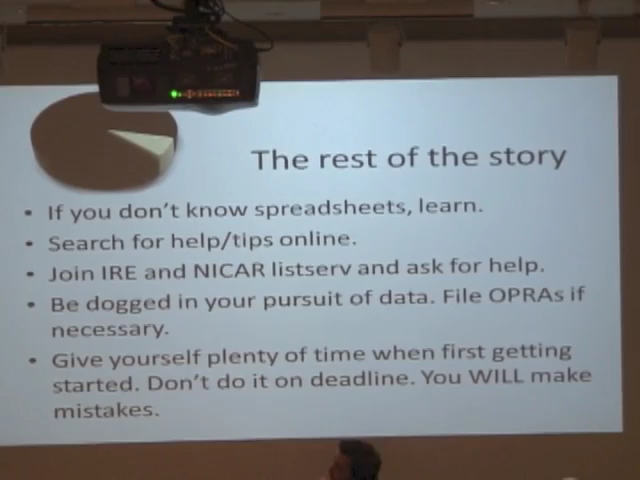 The rest of the story
• If you don't know spreadsheets, learn.
• Search for help/tips online.
• Join IRE and NICAR listserv and ask for help.
• Be dogged in your pursuit of data. File OPRAs if
necessary.
• Give yourself plenty of time when first getting
started. Don't do it on deadline. You WILL make
mistakes.